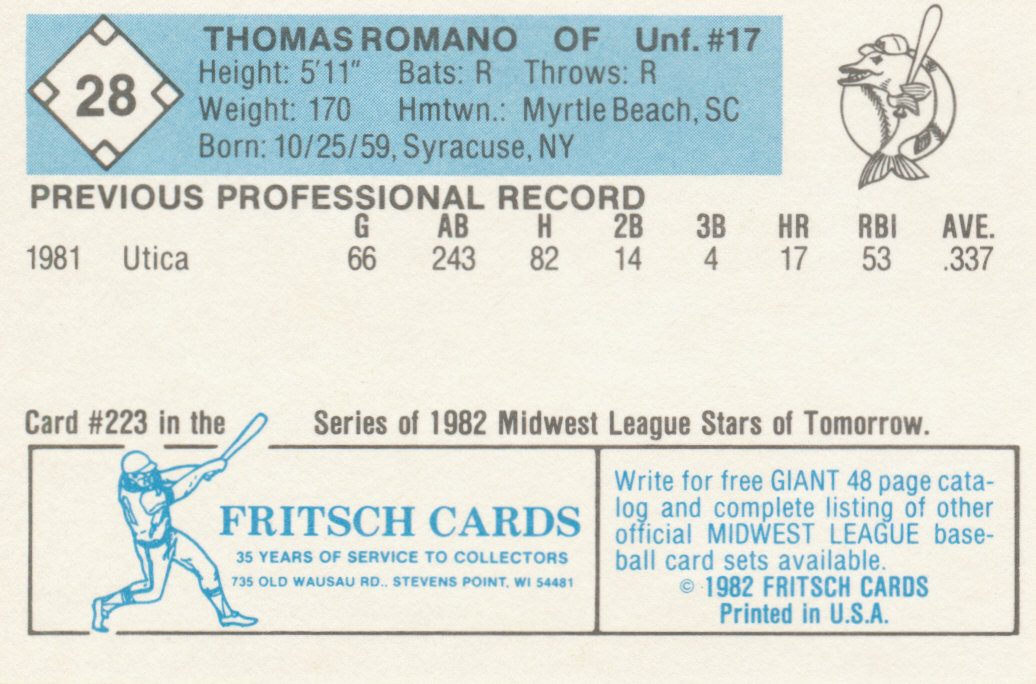 28
THOMAS ROMANO OF Unf. #17
Height: 5'11" Bats: R Throws: R
Weight: 170 Hmtwn.: Myrtle Beach, SC
Born: 10/25/59, Syracuse, NY
PREVIOUS PROFESSIONAL RECORD
G AB H 2B 3B HR RBI AVE.
1981 Utica 66 243 82 14 4 17 53 .337
Card #223 in the Series of 1982 Midwest League Stars of Tomorrow.
FRITSCH CARDS
35 YEARS OF SERVICE TO COLLECTORS
735 OLD WAUSAU RD.. STEVENS POINT, WI 54481
Write for free GIANT 48 page cata-
log and complete listing of other
official MIDWEST LEAGUE base-
ball card sets available.
© 1982 FRITSCH CARDS
Printed in U.S.A.